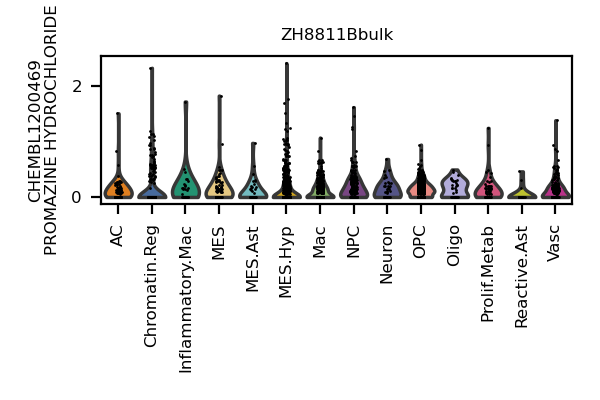 ZH8811Bbulk
CHEMBL1200469
PROMAZINE HYDROCHLORIDE
2
0
AC
Chromatin.Reg
Inflammatory.Mac
MES
MES.Ast
MES.Hyp
Mac
NPC
Neuron
OPC
Oligo
Prolif.Metab
Reactive.Ast
Vasc